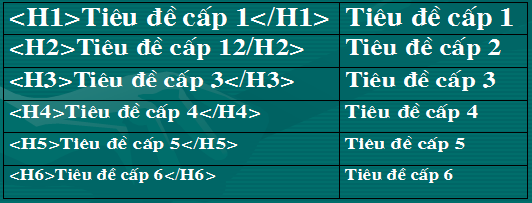 <H1>Tiêu đề cấp 1</H1> Tiêu đề cấp 1
<H2>Tiêu đề cấp 12/H2> Tiêu đề cấp 2
<H3>Tiêu đề cấp 3</H3> Tiêu đề cấp 3
<H4>Tiêu đề cấp 4</H4> Tiêu đề cấp 4
<H5>Tiêu đề cấp 5</H5> Tiêu đề cấp 5
<H6>Tiêu đề cấp 6</H6> Tiêu đề cấp 6